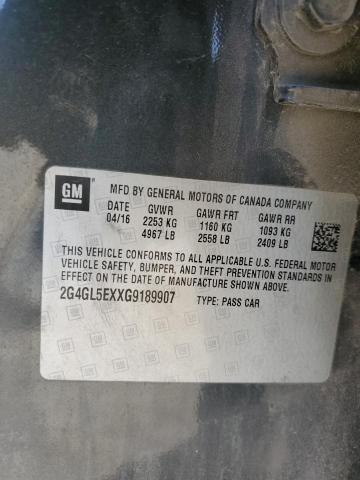 GM MFD BY GENERAL MOTORS OF CANADA COMPANY
DATE GVWR GAWR FRT GAWR RR
04/16 2253 KG 1160 KG 1093 KG
4967 LB 2558 LB 2409 LB
THIS VEHICLE CONFORMS TO ALL APPLICABLE U.S. FEDERAL MOTOR
VEHICLE SAFETY, BUMPER, AND THEFT PREVENTION STANDARDS IN
EFFECT ON THE DATE OF MANUFACTURE SHOWN ABOVE.
2G4GL5EXXG9189907 TYPE: PASS CAR